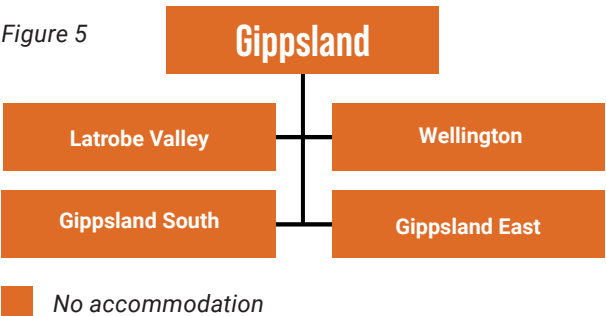 Figure 5
Gippsland
Latrobe Valley
Wellington
Gippsland South
Gippsland East
No accommodation